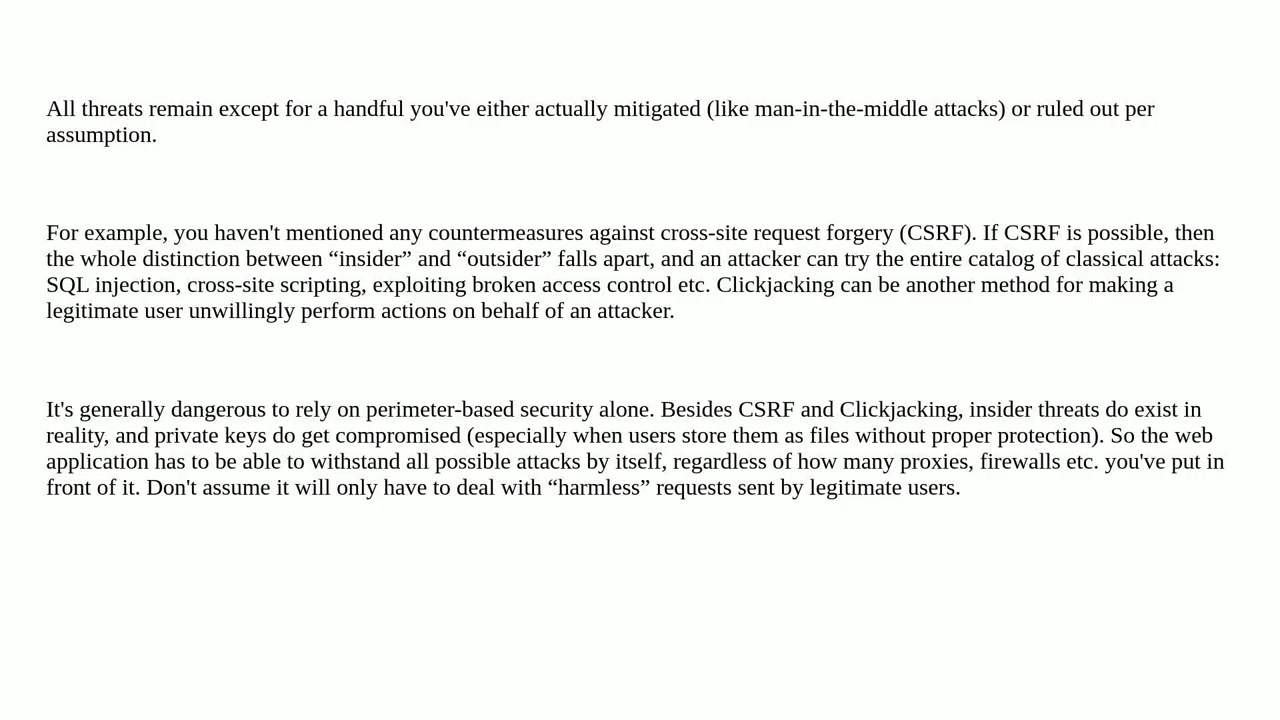 All threats remain except for a handful you've either actually mitigated (like man-in-the-middle attacks) or ruled out per
assumption.
For example, you haven't mentioned any countermeasures against cross-site request forgery (CSRF). If CSRF is possible, then
the whole distinction between “insider” and “outsider” falls apart, and an attacker can try the entire catalog of classical attacks:
SQL injection, cross-site scripting, exploiting broken access control etc. Clickjacking can be another method for making a
legitimate user unwillingly perform actions on behalf of an attacker.
It's generally dangerous to rely on perimeter-based security alone. Besides CSRF and Clickjacking, insider threats do exist in
reality, and private keys do get compromised (especially when users store them as files without proper protection). So the web
application has to be able to withstand all possible attacks by itself, regardless of how many proxies, firewalls etc. you've put in
front of it. Don't assume it will only have to deal with “harmless” requests sent by legitimate users.